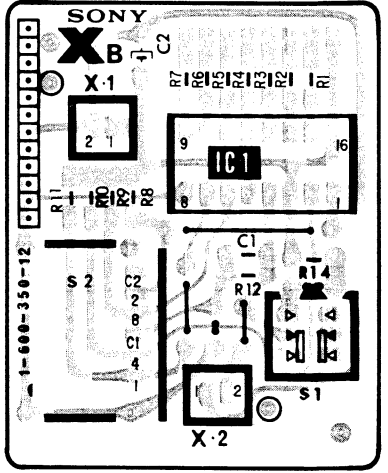 SONY
XB
C2
X·1
2 1
R7 R6 R5 R4 R3 R2 R1
9 16
IC1
8 1
R11 R10 R9 R8
C1
R14
R12
S2
C2
2
8
C1
4
1
1-600-350-12
S1
1 2
X·2